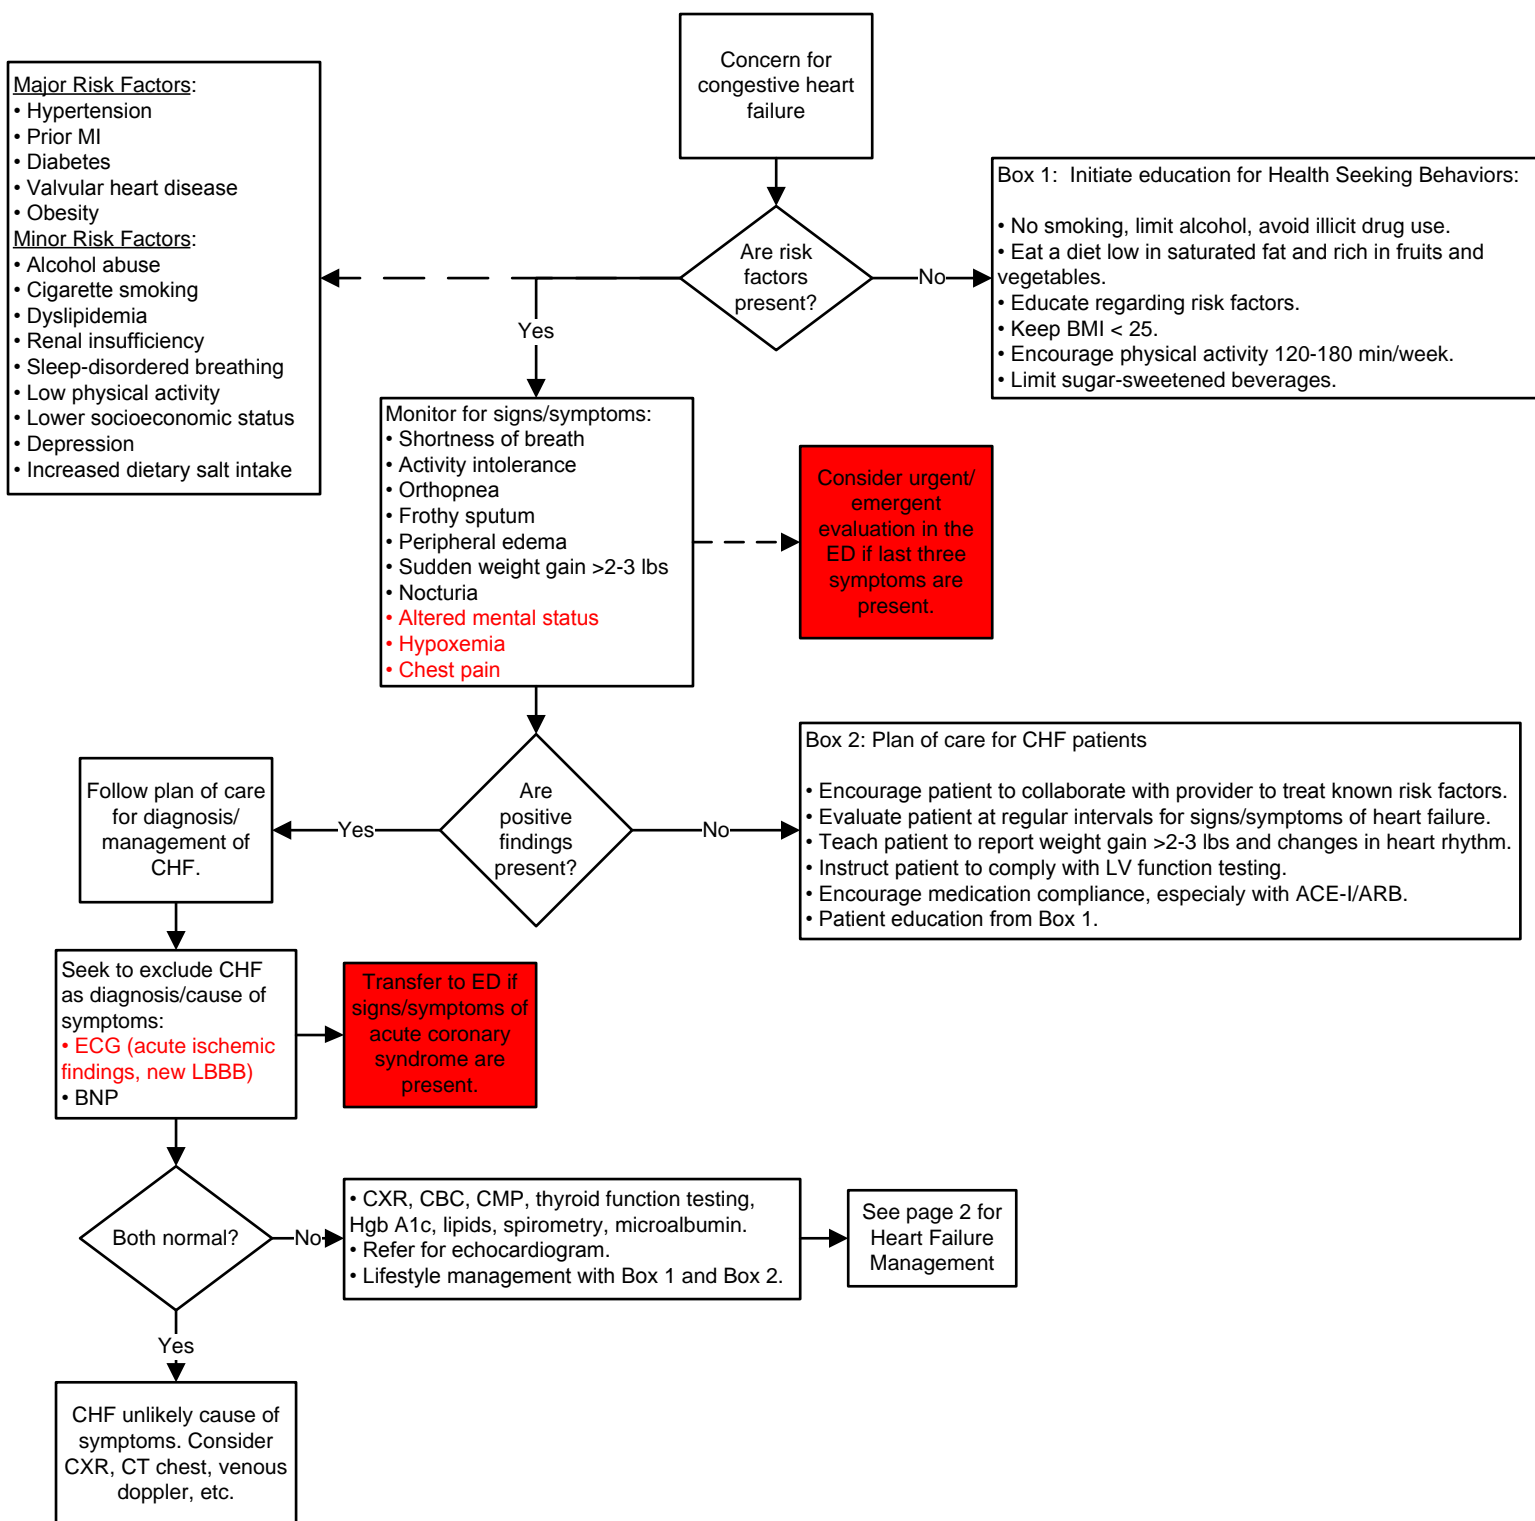 Concern for
congestive heart
failure
Major Risk Factors:
• Hypertension
• Prior MI
• Diabetes
• Valvular heart disease
• Obesity
Minor Risk Factors:
• Alcohol abuse
• Cigarette smoking
• Dyslipidemia
• Renal insufficiency
• Sleep-disordered breathing
• Low physical activity
• Lower socioeconomic status
• Depression
• Increased dietary salt intake
Are risk
factors
present?
No
Box 1:  Initiate education for Health Seeking Behaviors:
• No smoking, limit alcohol, avoid illicit drug use.
• Eat a diet low in saturated fat and rich in fruits and
vegetables.
• Educate regarding risk factors.
• Keep BMI < 25.
• Encourage physical activity 120-180 min/week.
• Limit sugar-sweetened beverages.
Yes
Monitor for signs/symptoms:
• Shortness of breath
• Activity intolerance
• Orthopnea
• Frothy sputum
• Peripheral edema
• Sudden weight gain >2-3 lbs
• Nocturia
• Altered mental status
• Hypoxemia
• Chest pain
Consider urgent/
emergent
evaluation in the
ED if last three
symptoms are
present.
Are
positive
findings
present?
No
Box 2: Plan of care for CHF patients
• Encourage patient to collaborate with provider to treat known risk factors.
• Evaluate patient at regular intervals for signs/symptoms of heart failure.
• Teach patient to report weight gain >2-3 lbs and changes in heart rhythm.
• Instruct patient to comply with LV function testing.
• Encourage medication compliance, especialy with ACE-I/ARB.
• Patient education from Box 1.
Yes
Follow plan of care
for diagnosis/
management of
CHF.
Seek to exclude CHF
as diagnosis/cause of
symptoms:
• ECG (acute ischemic
findings, new LBBB)
• BNP
Transfer to ED if
signs/symptoms of
acute coronary
syndrome are
present.
Both normal?
No
• CXR, CBC, CMP, thyroid function testing,
Hgb A1c, lipids, spirometry, microalbumin.
• Refer for echocardiogram.
• Lifestyle management with Box 1 and Box 2.
See page 2 for
Heart Failure
Management
Yes
CHF unlikely cause of
symptoms. Consider
CXR, CT chest, venous
doppler, etc.